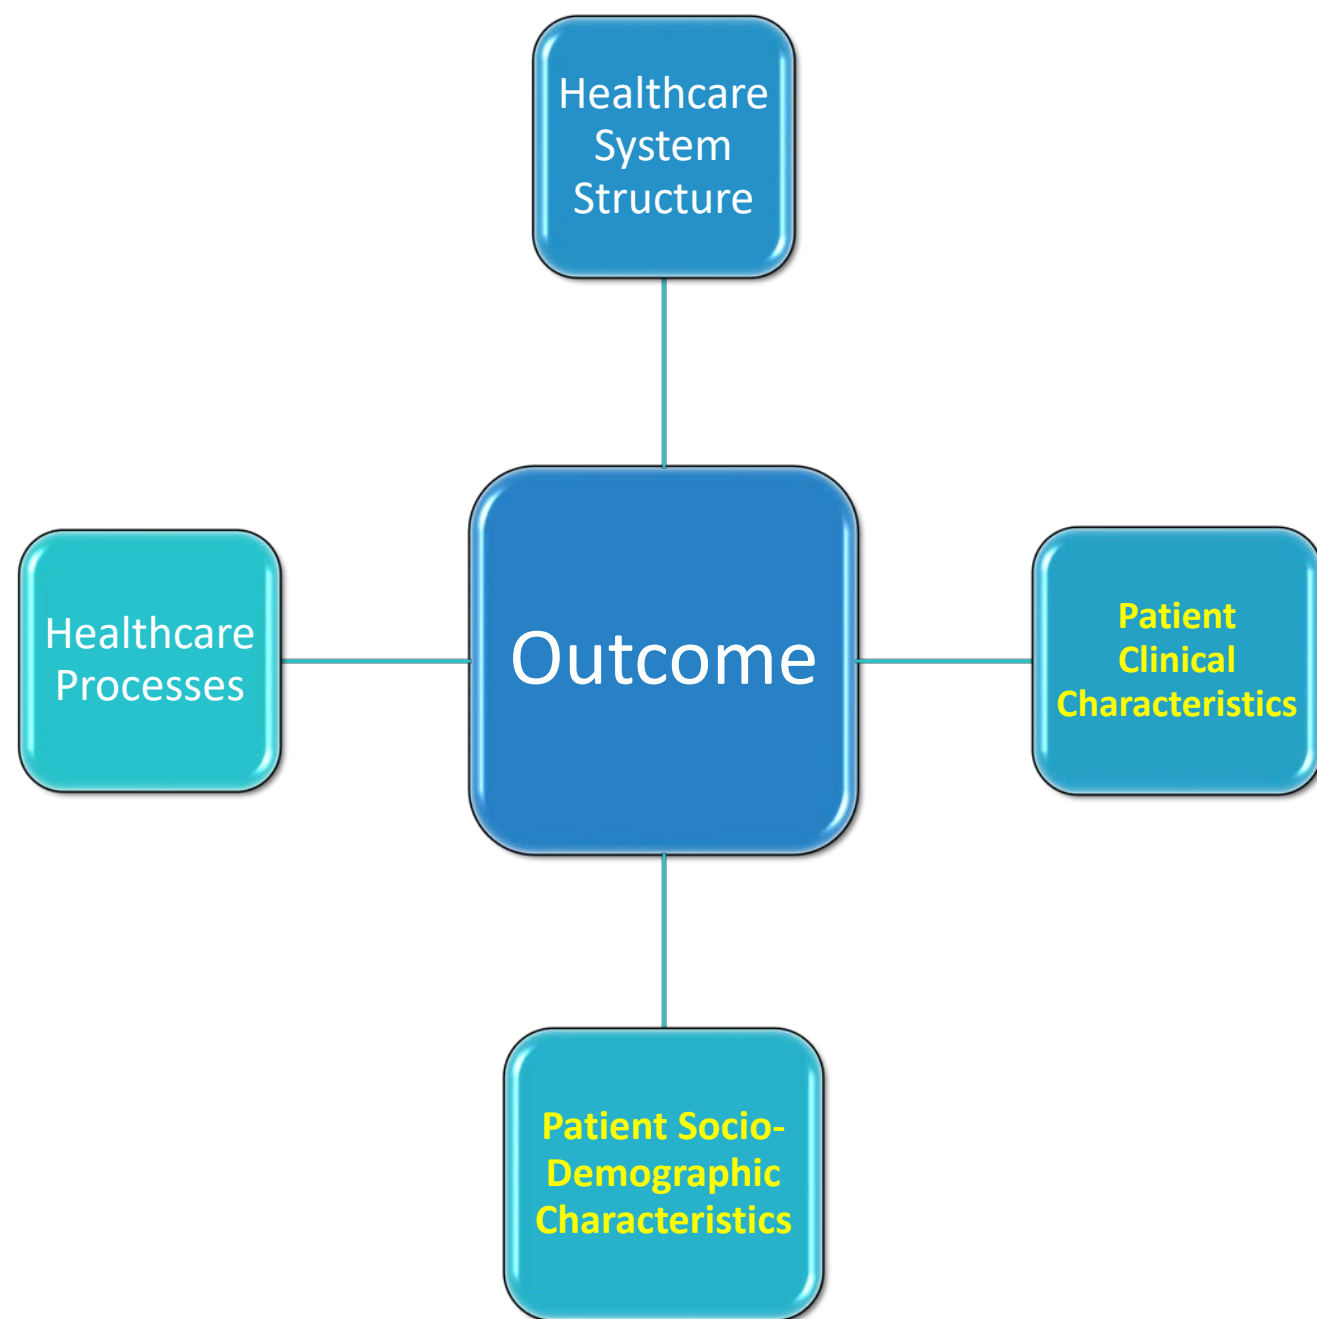 Healthcare
System
Structure
Healthcare
Processes
Outcome
Patient
Clinical
Characteristics
Patient Socio-
Demographic
Characteristics